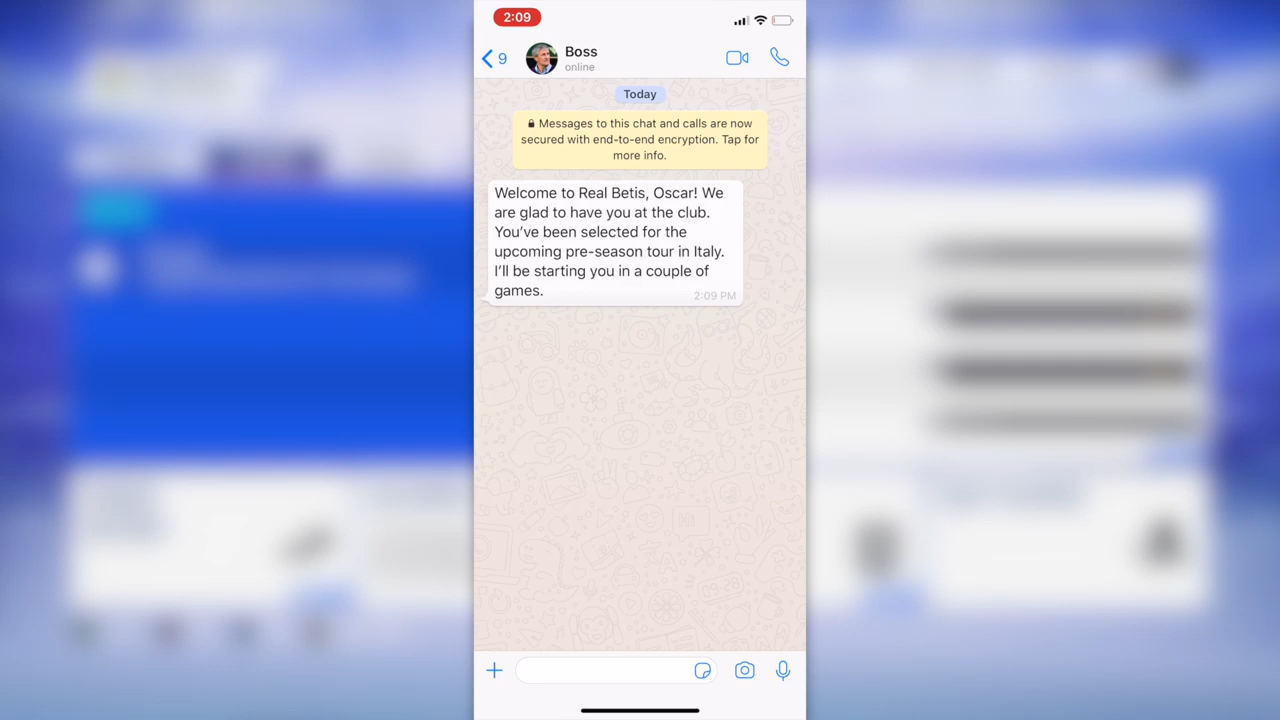 2:09
9
Boss
online
Today
Messages to this chat and calls are now
secured with end-to-end encryption. Tap for
more info.
Welcome to Real Betis, Oscar! We
are glad to have you at the club.
You’ve been selected for the
upcoming pre-season tour in Italy.
I’ll be starting you in a couple of
games.
2:09 PM